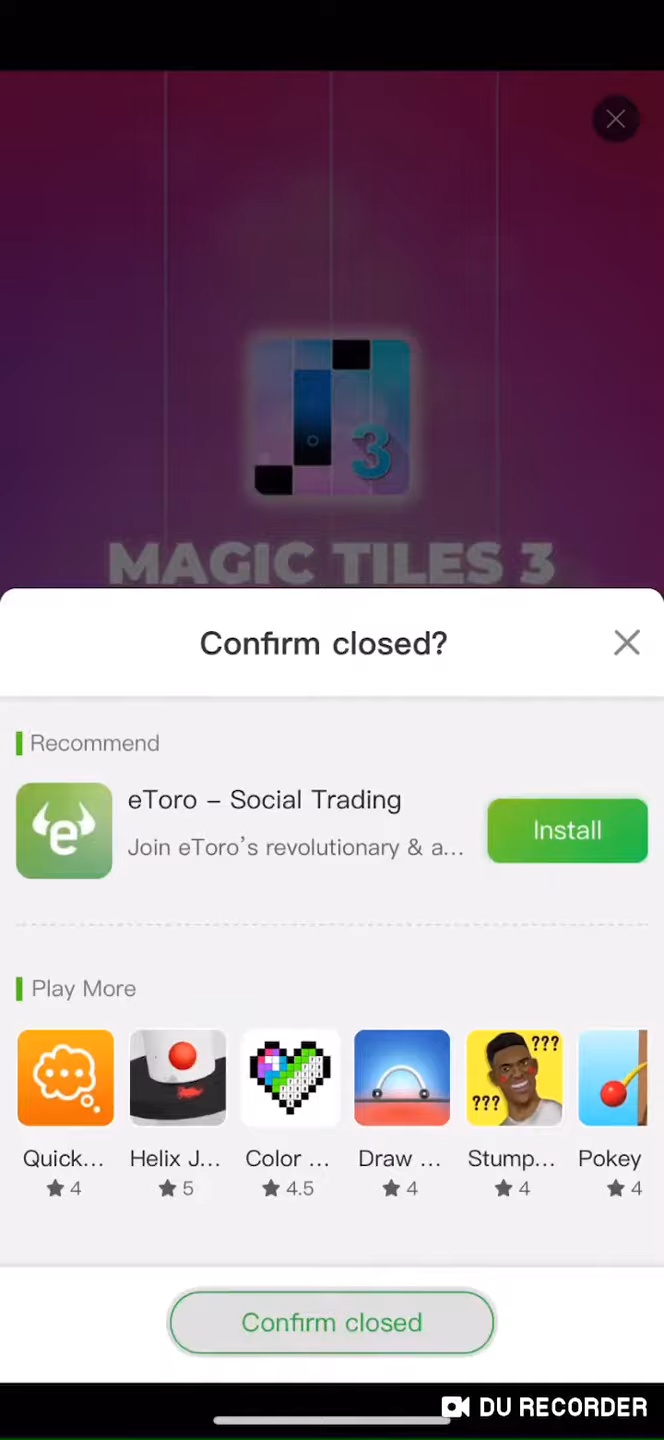 3
MAGIC TILES 3
Confirm closed?
Recommend
e
eToro – Social Trading
Join eToro's revolutionary & a...
Install
Play More
???
???
Quick...
Helix J...
Color ...
Draw ...
Stump...
Pokey
4
5
4.5
4
4
4
Confirm closed
DU RECORDER